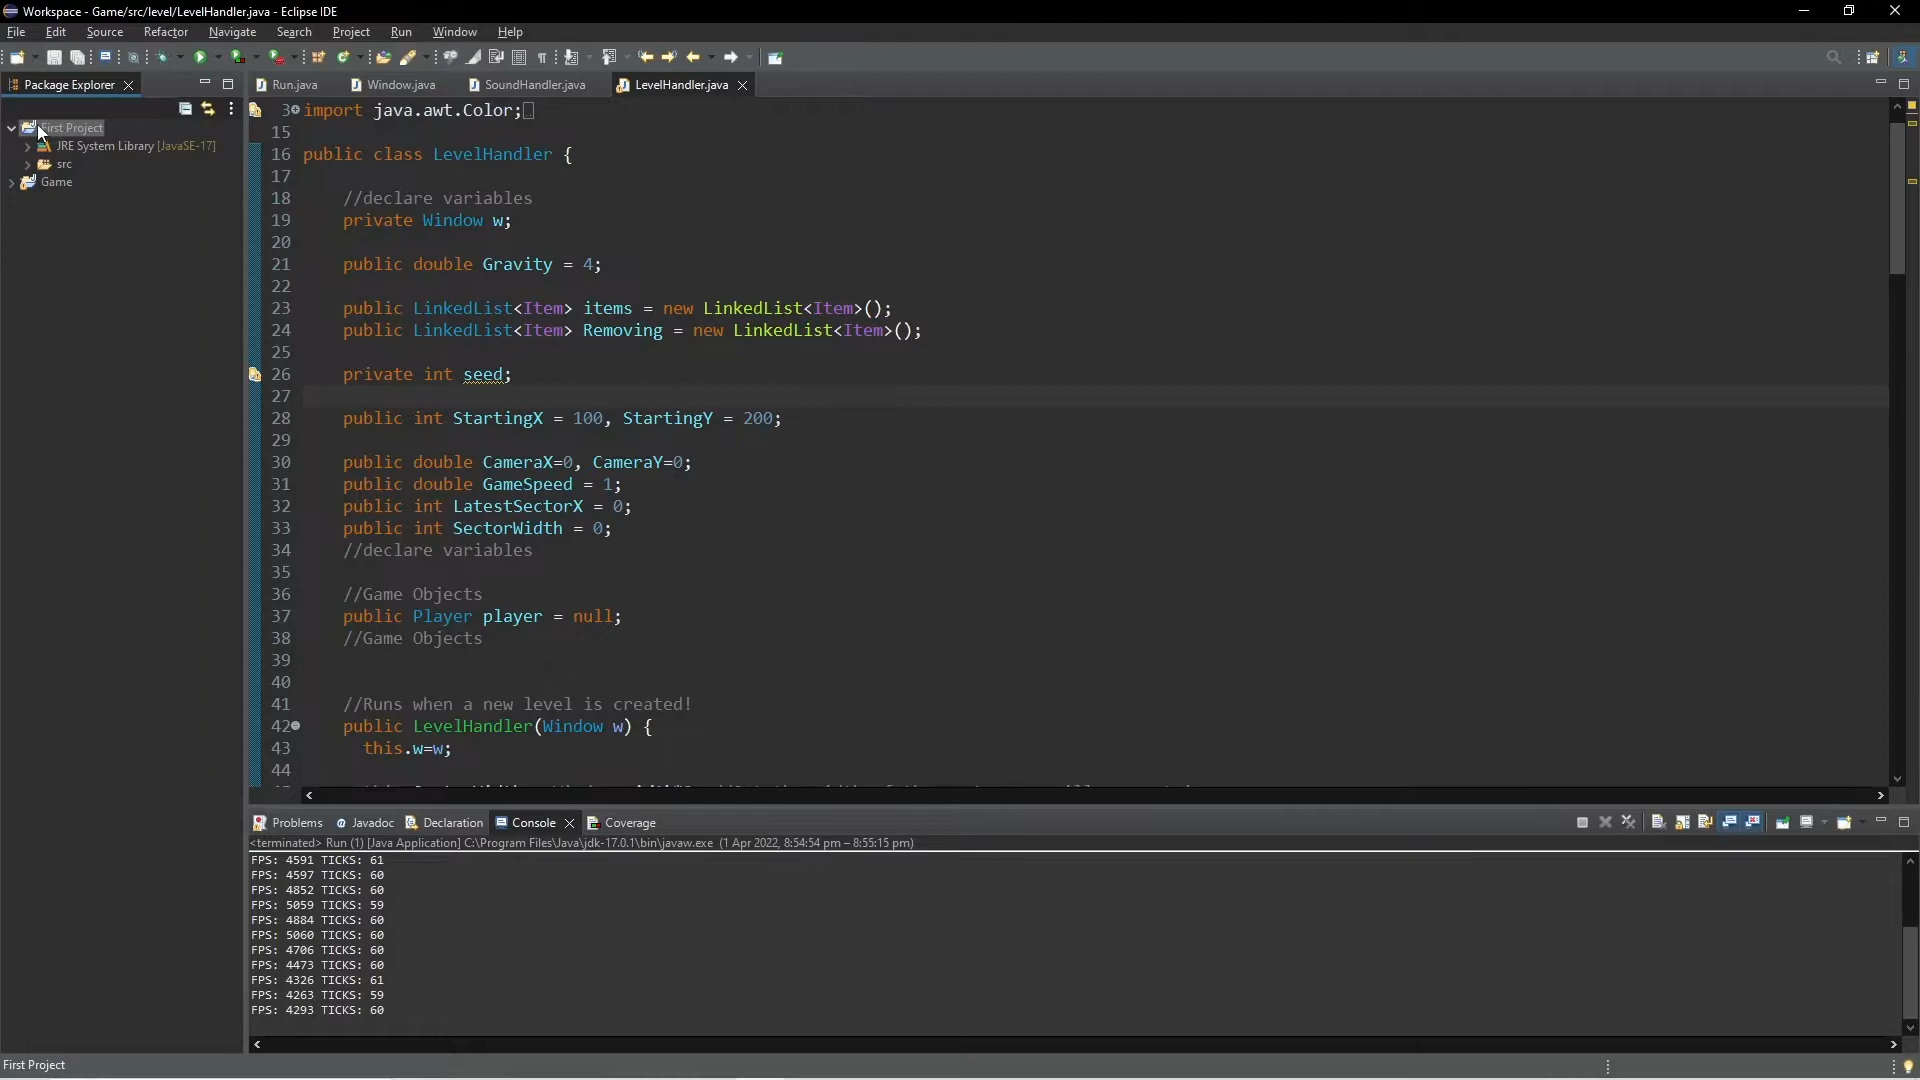 Workspace - Game/src/level/LevelHandler.java - Eclipse IDE
File Edit Source Refactor Navigate Search Project Run Window Help
Package Explorer
First Project
JRE System Library [JavaSE-17]
src
Game
Run.java Window.java SoundHandler.java LevelHandler.java
3 import java.awt.Color;
15
16 public class LevelHandler {
17
18 //declare variables
19 private Window w;
20
21 public double Gravity = 4;
22
23 public LinkedList<Item> items = new LinkedList<Item>();
24 public LinkedList<Item> Removing = new LinkedList<Item>();
25
26 private int seed;
27
28 public int StartingX = 100, StartingY = 200;
29
30 public double CameraX=0, CameraY=0;
31 public double GameSpeed = 1;
32 public int LatestSectorX = 0;
33 public int SectorWidth = 0;
34 //declare variables
35
36 //Game Objects
37 public Player player = null;
38 //Game Objects
39
40
41 //Runs when a new level is created!
42 public LevelHandler(Window w) {
43 this.w=w;
44
Problems Javadoc Declaration Console Coverage
<terminated> Run (1) [Java Application] C:\Program Files\Java\jdk-17.0.1\bin\javaw.exe (1 Apr 2022, 8:54:54 pm – 8:55:15 pm)
FPS: 4591 TICKS: 61
FPS: 4597 TICKS: 60
FPS: 4852 TICKS: 60
FPS: 5059 TICKS: 59
FPS: 4884 TICKS: 60
FPS: 5060 TICKS: 60
FPS: 4706 TICKS: 60
FPS: 4473 TICKS: 60
FPS: 4326 TICKS: 61
FPS: 4263 TICKS: 59
FPS: 4293 TICKS: 60
First Project